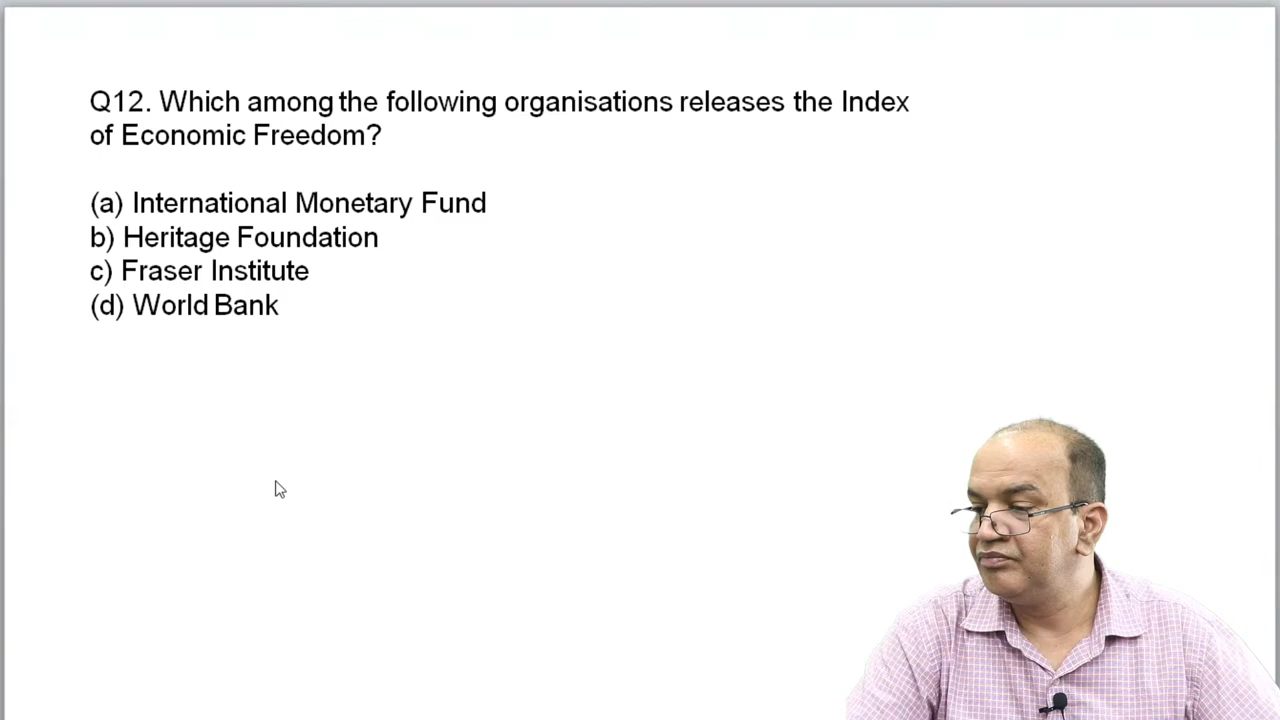 Q12. Which among the following organisations releases the Index
of Economic Freedom?
(a) International Monetary Fund
b) Heritage Foundation
c) Fraser Institute
(d) World Bank